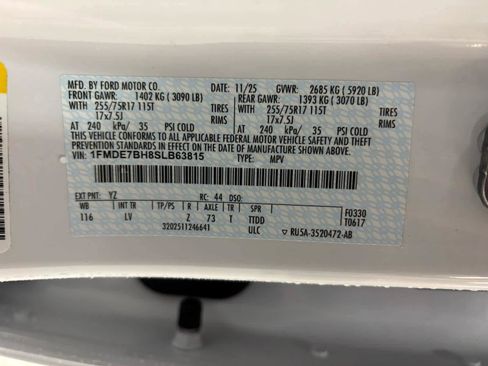 MFD. BY FORD MOTOR CO. DATE: 11/25 GVWR: 2685 KG ( 5920 LB)
FRONT GAWR: 1402 KG ( 3090 LB) REAR GAWR: 1393 KG ( 3070 LB)
WITH 255/75R17 115T TIRES WITH 255/75R17 115T TIRES
17x7.5J RIMS 17x7.5J RIMS
AT 240 kPa/ 35 PSI COLD AT 240 kPa/ 35 PSI COLD
THIS VEHICLE CONFORMS TO ALL APPLICABLE FEDERAL MOTOR VEHICLE SAFETY, BUMPER, AND THEFT
PREVENTION STANDARDS IN EFFECT ON THE DATE OF MANUFACTURE SHOWN ABOVE.
VIN: 1FMDE7BH8SLB63815 TYPE: MPV
EXT PNT: YZ RC: 44 DSO:
WB INT TR TP/PS R AXLE TR SPR F0330
116 LV Z 73 T TTDD T0617
3202511246641 ULC ▽ RU5A-3520472-AB